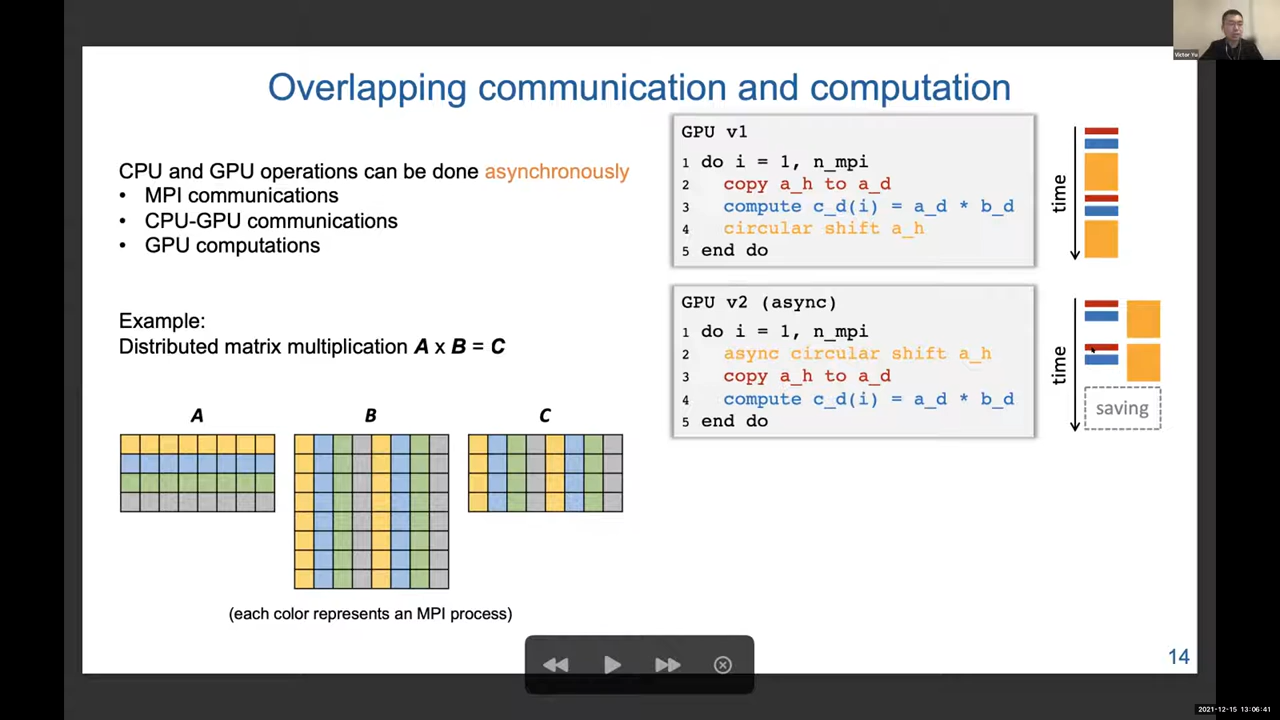 Victor Yu
Overlapping communication and computation
CPU and GPU operations can be done asynchronously
• MPI communications
• CPU-GPU communications
• GPU computations
Example:
Distributed matrix multiplication A x B = C
A
B
C
(each color represents an MPI process)
GPU v1
1 do i = 1, n_mpi
2 copy a_h to a_d
3 compute c_d(i) = a_d * b_d
4 circular shift a_h
5 end do
time
GPU v2 (async)
1 do i = 1, n_mpi
2 async circular shift a_h
3 copy a_h to a_d
4 compute c_d(i) = a_d * b_d
5 end do
time
saving
14
2021-12-15 13:06:41